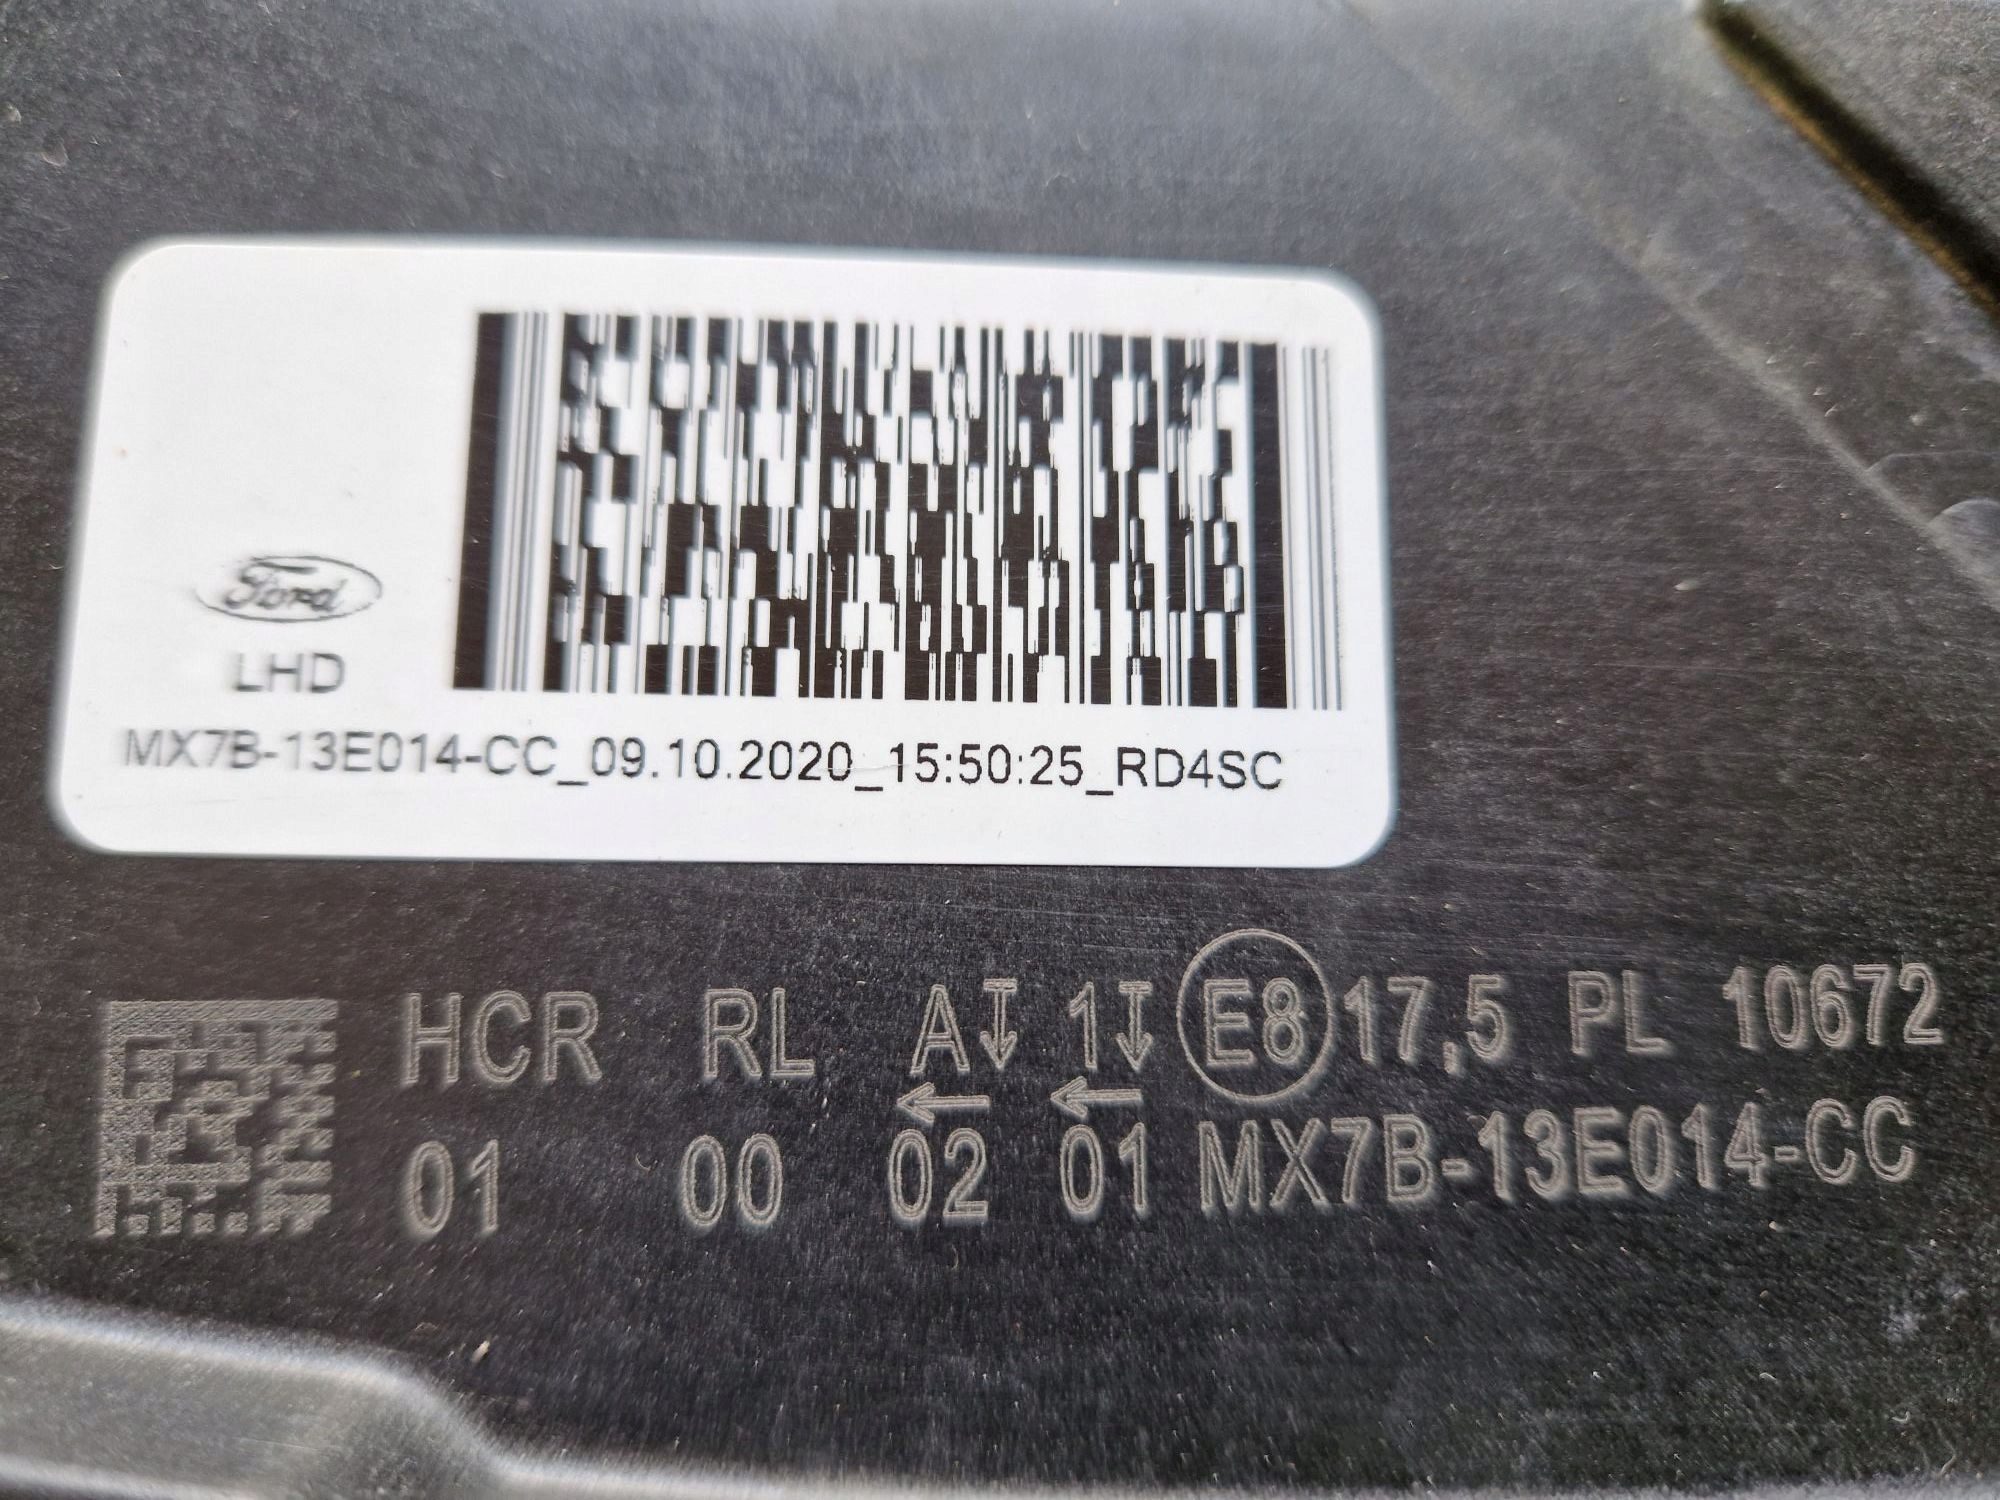 Ford
LHD
MX7B-13E014-CC_09.10.2020_15:50:25_RD4SC
HCR RL A 1 E8 17,5 PL 10672
01 00 02 01 MX7B-13E014-CC